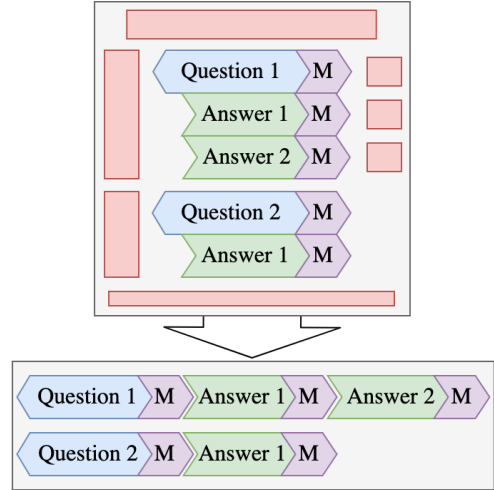 Question 1 M
Answer 1 M
Answer 2 M
Question 2 M
Answer 1 M
Question 1 M Answer 1 M Answer 2 M
Question 2 M Answer 1 M